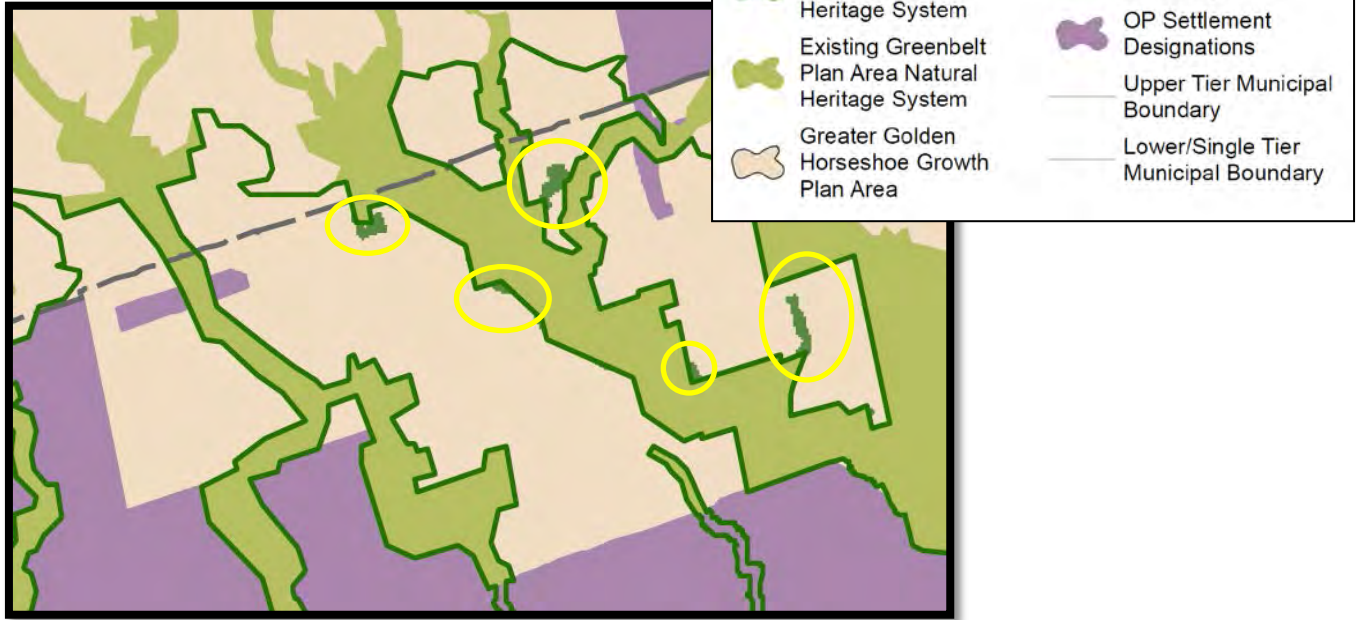 Heritage System
Existing Greenbelt
Plan Area Natural
Heritage System
Greater Golden
Horseshoe Growth
Plan Area
OP Settlement
Designations
Upper Tier Municipal
Boundary
Lower/Single Tier
Municipal Boundary